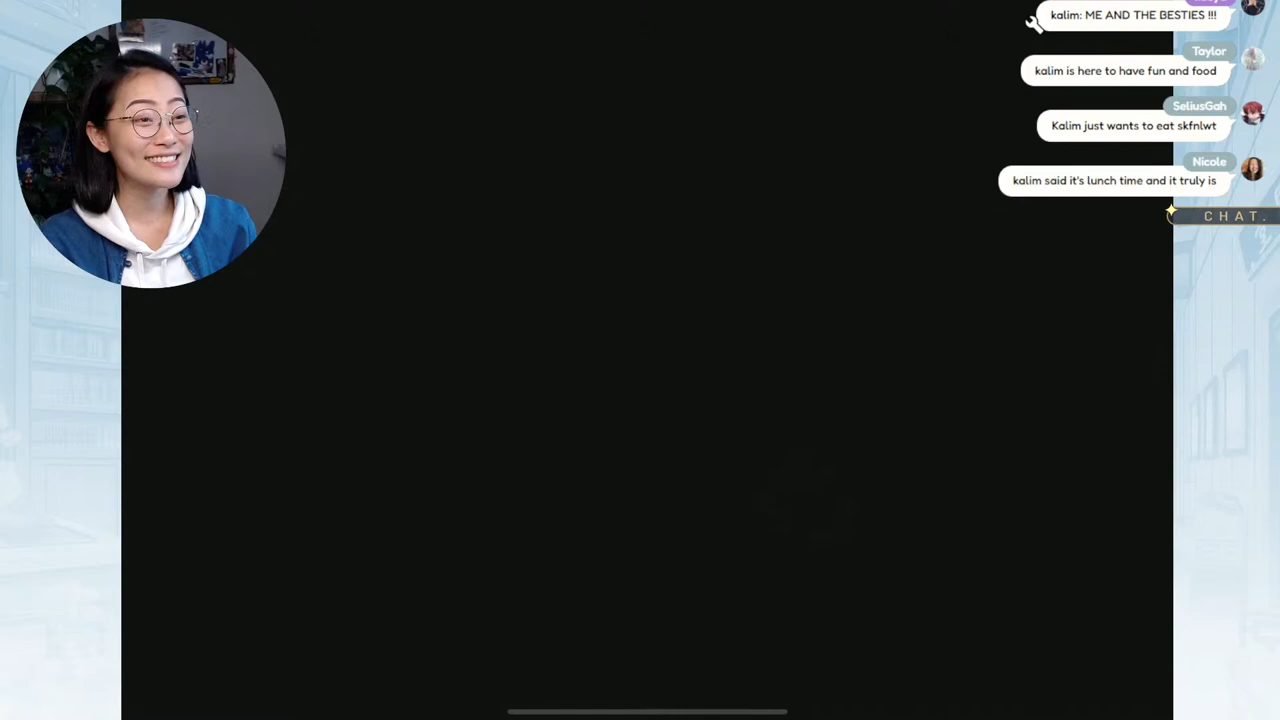 kalim: ME AND THE BESTIES !!!
Taylor
kalim is here to have fun and food
SeliusGah
Kalim just wants to eat skfnlwt
Nicole
kalim said it's lunch time and it truly is
CHAT.